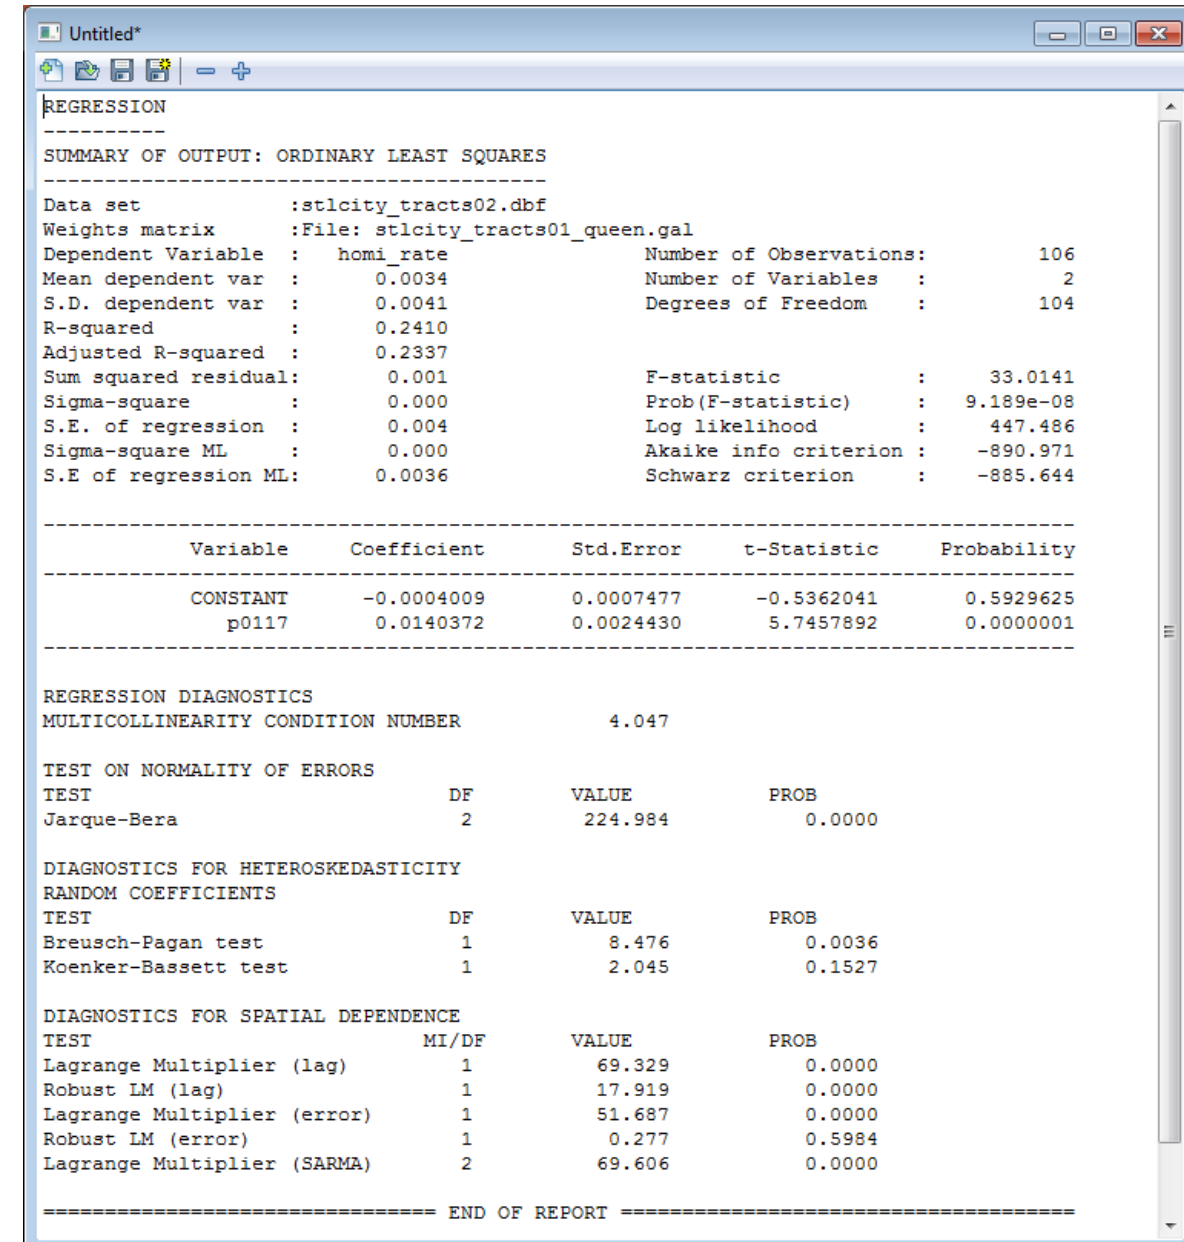 Untitled*
REGRESSION
----------
SUMMARY OF OUTPUT: ORDINARY LEAST SQUARES
-----------------------------------------
Data set            :stlcity_tracts02.dbf
Weights matrix      :File: stlcity_tracts01_queen.gal
Dependent Variable  :   homi_rate                Number of Observations:         106
Mean dependent var  :      0.0034                Number of Variables   :           2
S.D. dependent var  :      0.0041                Degrees of Freedom    :         104
R-squared           :      0.2410
Adjusted R-squared  :      0.2337
Sum squared residual:       0.001                F-statistic           :     33.0141
Sigma-square        :       0.000                Prob(F-statistic)     :   9.189e-08
S.E. of regression  :       0.004                Log likelihood        :     447.486
Sigma-square ML     :       0.000                Akaike info criterion :    -890.971
S.E of regression ML:      0.0036                Schwarz criterion     :    -885.644
------------------------------------------------------------------------------------
            Variable     Coefficient       Std.Error     t-Statistic     Probability
------------------------------------------------------------------------------------
            CONSTANT      -0.0004009       0.0007477      -0.5362041       0.5929625
               p0117       0.0140372       0.0024430       5.7457892       0.0000001
------------------------------------------------------------------------------------
REGRESSION DIAGNOSTICS
MULTICOLLINEARITY CONDITION NUMBER            4.047
TEST ON NORMALITY OF ERRORS
TEST                             DF        VALUE           PROB
Jarque-Bera                       2         224.984           0.0000
DIAGNOSTICS FOR HETEROSKEDASTICITY
RANDOM COEFFICIENTS
TEST                             DF        VALUE           PROB
Breusch-Pagan test                1           8.476           0.0036
Koenker-Bassett test              1           2.045           0.1527
DIAGNOSTICS FOR SPATIAL DEPENDENCE
TEST                           MI/DF       VALUE           PROB
Lagrange Multiplier (lag)         1          69.329           0.0000
Robust LM (lag)                   1          17.919           0.0000
Lagrange Multiplier (error)       1          51.687           0.0000
Robust LM (error)                 1           0.277           0.5984
Lagrange Multiplier (SARMA)       2          69.606           0.0000
================================ END OF REPORT =====================================